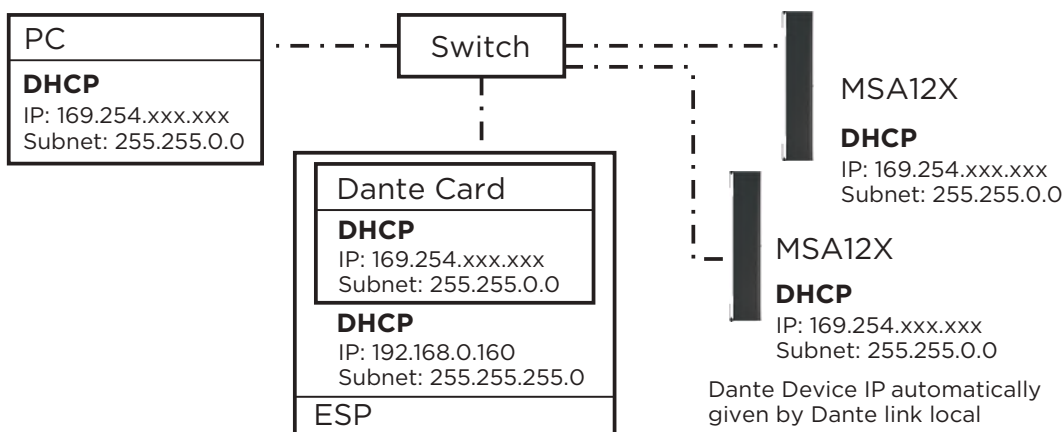 PC
DHCP
IP: 169.254.xxx.xxx
Subnet: 255.255.0.0
Switch
MSA12X
DHCP
IP: 169.254.xxx.xxx
Subnet: 255.255.0.0
Dante Card
DHCP
IP: 169.254.xxx.xxx
Subnet: 255.255.0.0
DHCP
IP: 192.168.0.160
Subnet: 255.255.255.0
ESP
MSA12X
DHCP
IP: 169.254.xxx.xxx
Subnet: 255.255.0.0
Dante Device IP automatically
given by Dante link local